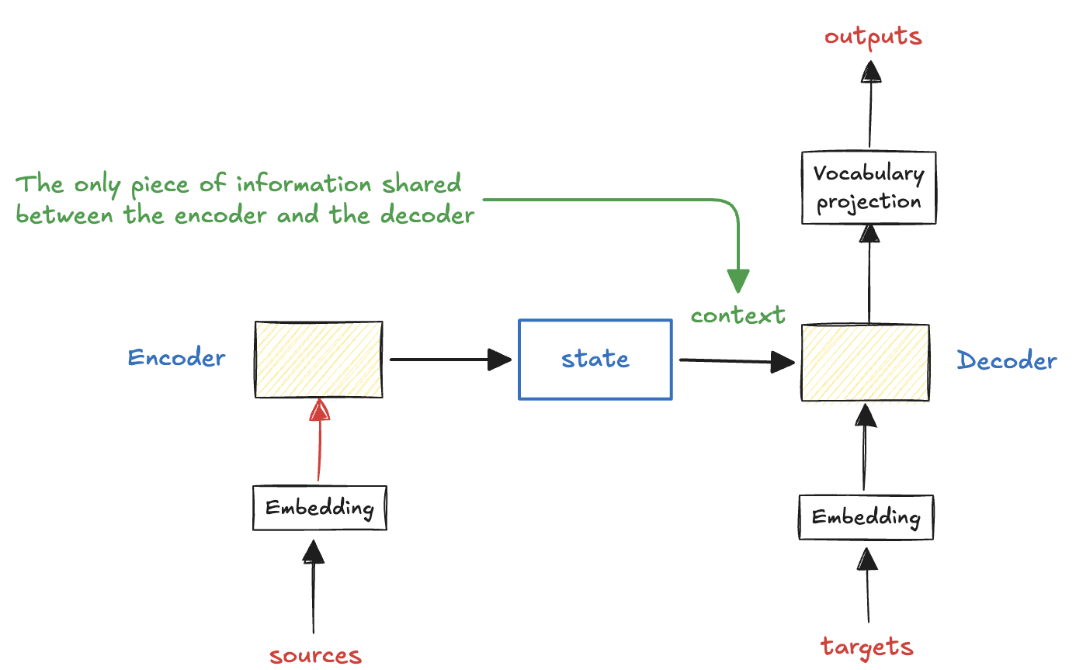 outputs
Vocabulary
projection
The only piece of information shared
between the encoder and the decoder
context
Encoder
state
Decoder
Embedding
Embedding
sources
targets